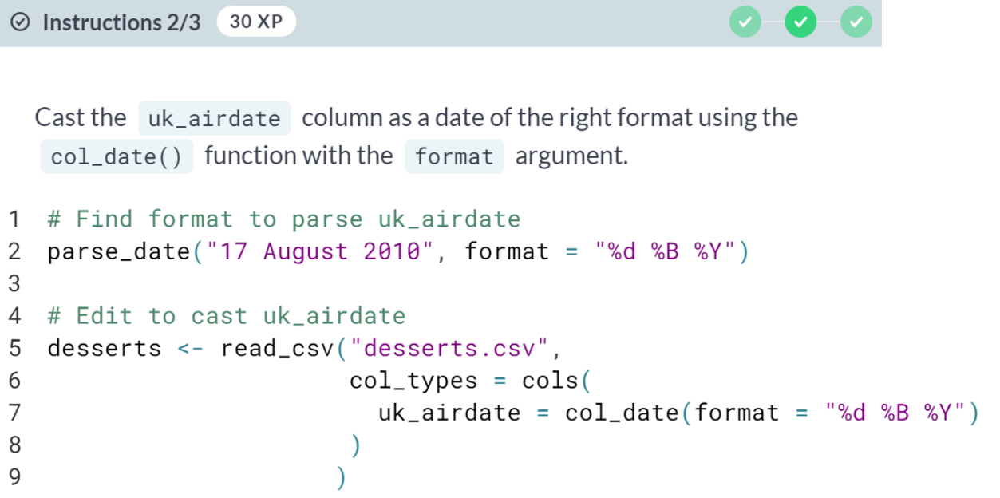 Instructions 2/3 30 XP
Cast the uk_airdate column as a date of the right format using the
col_date() function with the format argument.
1 # Find format to parse uk_airdate
2 parse_date("17 August 2010", format = "%d %B %Y")
3
4 # Edit to cast uk_airdate
5 desserts <- read_csv("desserts.csv",
6 col_types = cols(
7 uk_airdate = col_date(format = "%d %B %Y")
8 )
9 )